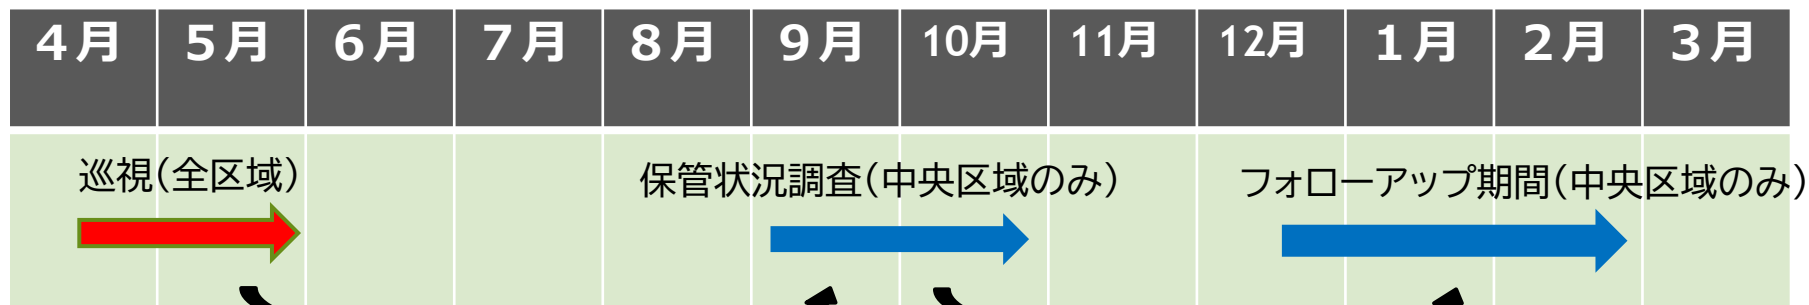 ４月 ５月 ６月 ７月 ８月 ９月 10月 11月 12月 １月 ２月 ３月
巡視（全区域） 保管状況調査（中央区域のみ） フォローアップ期間（中央区域のみ）